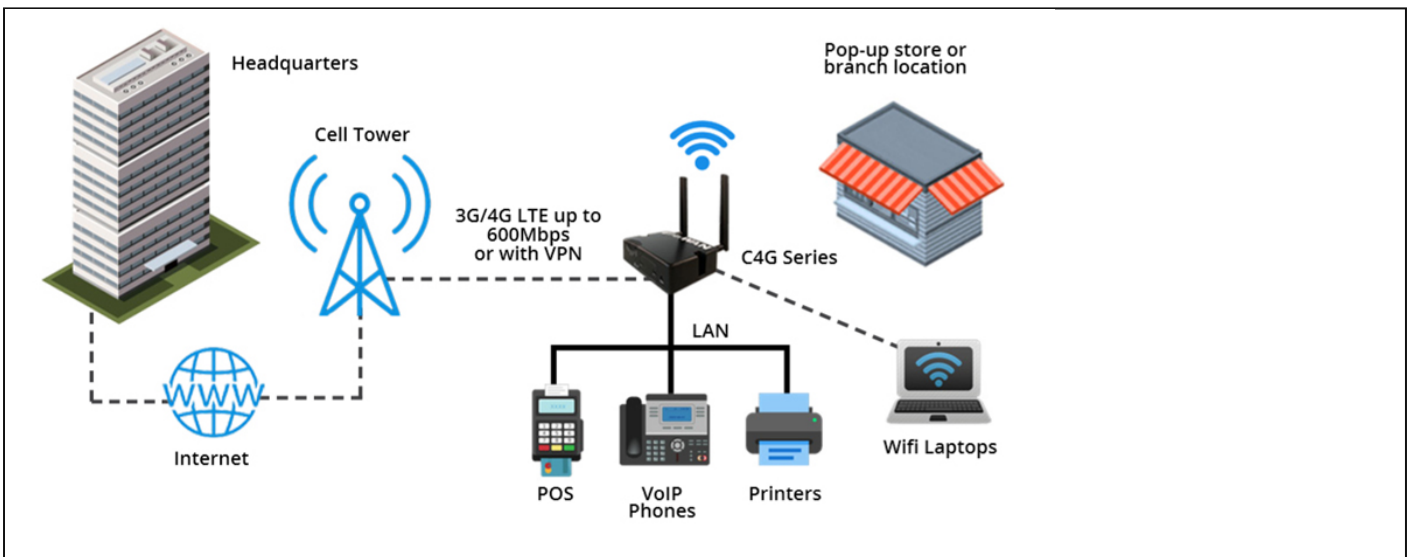 Headquarters
Pop-up store or
branch location
Cell Tower
3G/4G LTE up to
600Mbps
or with VPN
C4G Series
LAN
WWW
Internet
POS
VoIP
Phones
Printers
Wifi Laptops